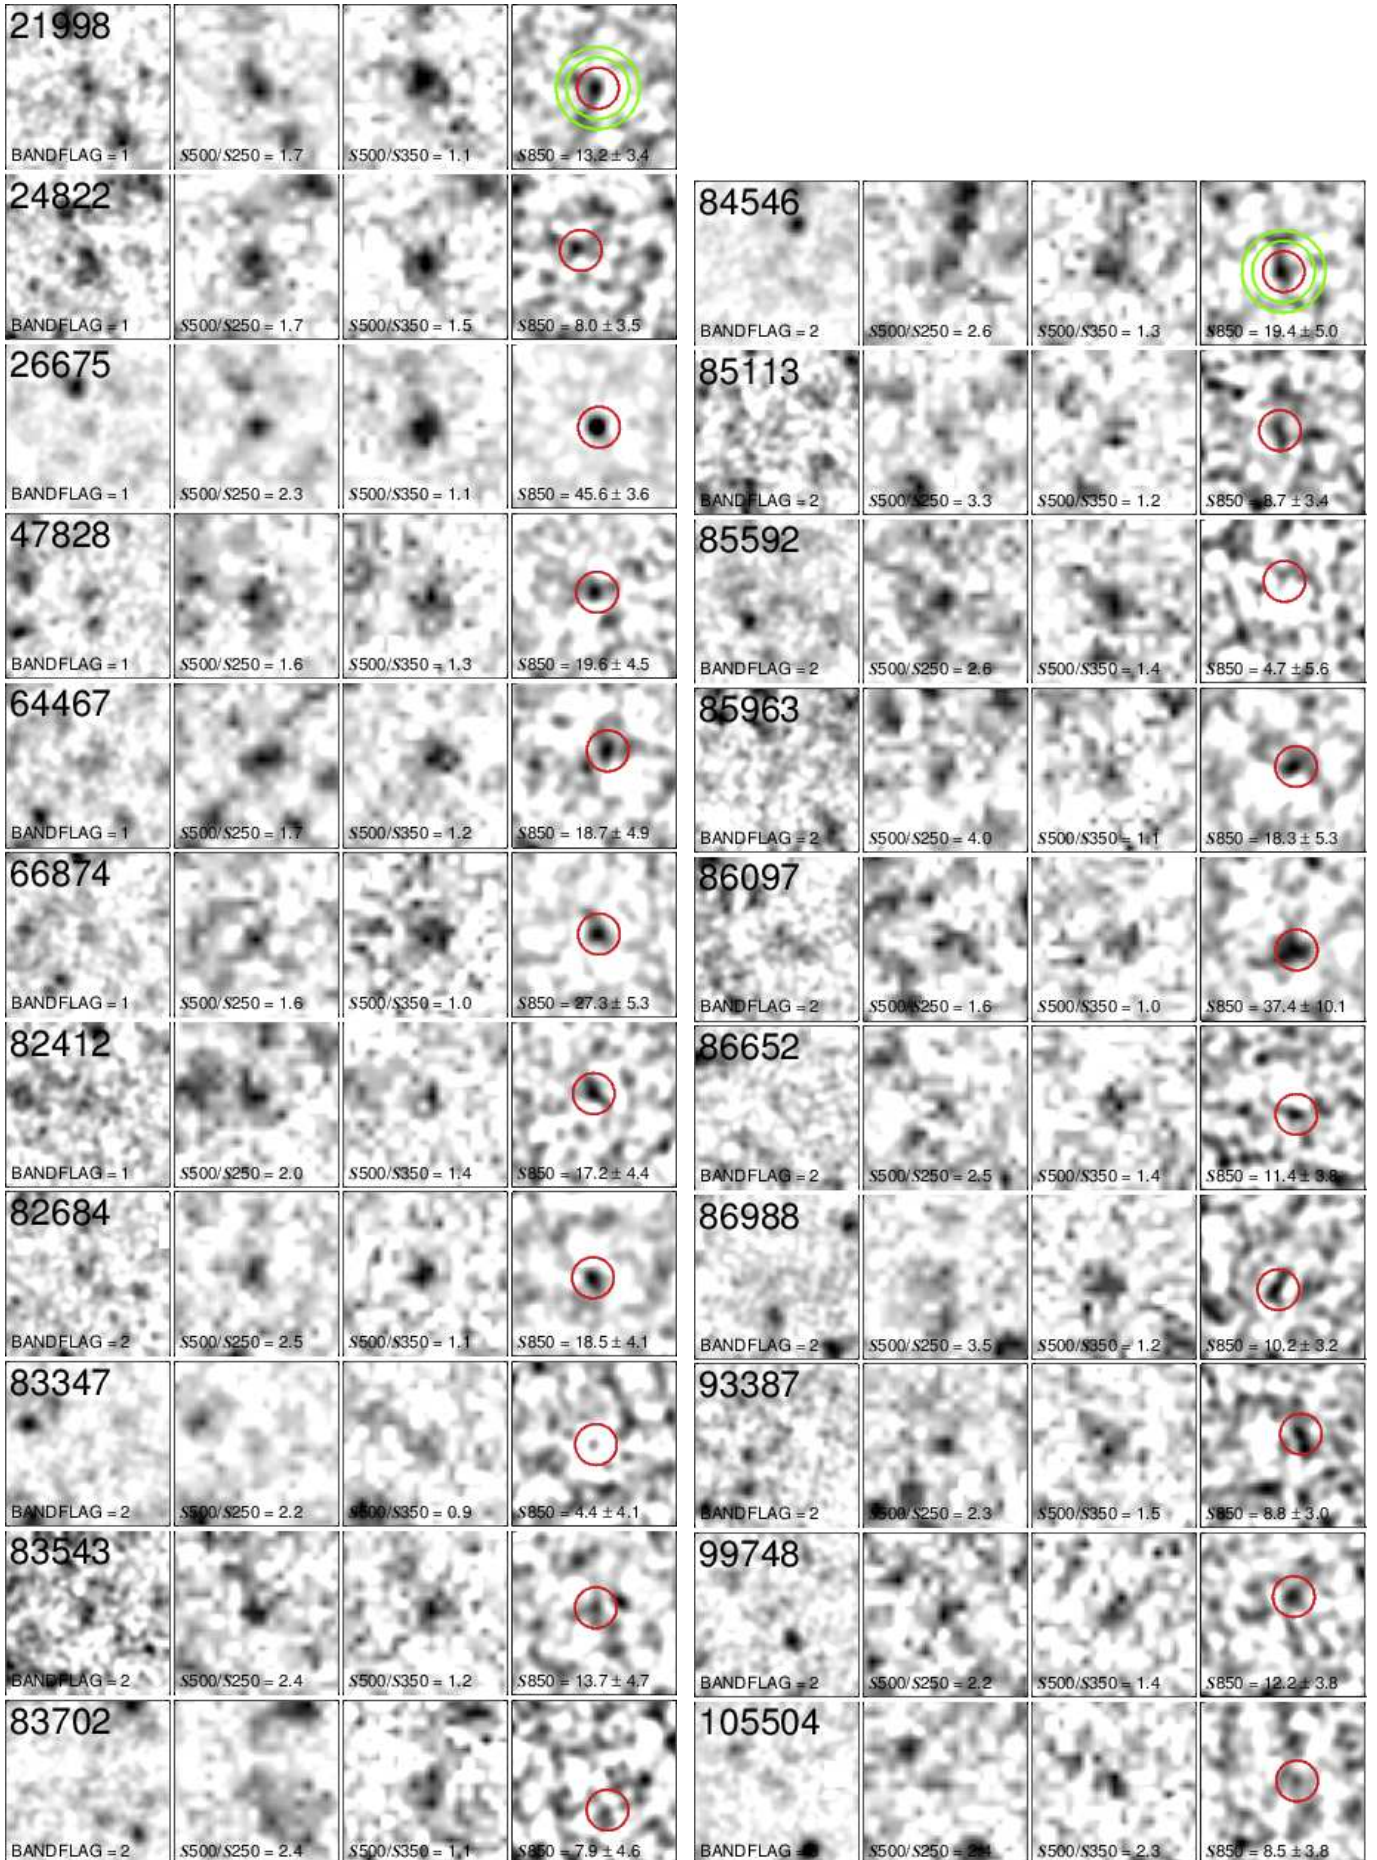 21998
BANDFLAG = 1 S500/S250 = 1.7 S500/S350 = 1.1 S850 = 13.2 ± 3.4
24822
BANDFLAG = 1 S500/S250 = 1.7 S500/S350 = 1.5 S850 = 8.0 ± 3.5
26675
BANDFLAG = 1 S500/S250 = 2.3 S500/S350 = 1.1 S850 = 45.6 ± 3.6
47828
BANDFLAG = 1 S500/S250 = 1.6 S500/S350 = 1.3 S850 = 19.6 ± 4.5
64467
BANDFLAG = 1 S500/S250 = 1.7 S500/S350 = 1.2 S850 = 18.7 ± 4.9
66874
BANDFLAG = 1 S500/S250 = 1.6 S500/S350 = 1.0 S850 = 27.3 ± 5.3
82412
BANDFLAG = 1 S500/S250 = 2.0 S500/S350 = 1.4 S850 = 17.2 ± 4.4
82684
BANDFLAG = 2 S500/S250 = 2.5 S500/S350 = 1.1 S850 = 18.5 ± 4.1
83347
BANDFLAG = 2 S500/S250 = 2.2 S500/S350 = 0.9 S850 = 4.4 ± 4.1
83543
BANDFLAG = 2 S500/S250 = 2.4 S500/S350 = 1.2 S850 = 13.7 ± 4.7
83702
BANDFLAG = 2 S500/S250 = 2.4 S500/S350 = 1.1 S850 = 7.9 ± 4.6
84546
BANDFLAG = 2 S500/S250 = 2.6 S500/S350 = 1.3 S850 = 19.4 ± 5.0
85113
BANDFLAG = 2 S500/S250 = 3.3 S500/S350 = 1.2 S850 = 8.7 ± 3.4
85592
BANDFLAG = 2 S500/S250 = 2.6 S500/S350 = 1.4 S850 = 4.7 ± 5.6
85963
BANDFLAG = 2 S500/S250 = 4.0 S500/S350 = 1.1 S850 = 18.3 ± 5.3
86097
BANDFLAG = 2 S500/S250 = 1.6 S500/S350 = 1.0 S850 = 37.4 ± 10.1
86652
BANDFLAG = 2 S500/S250 = 2.5 S500/S350 = 1.4 S850 = 11.4 ± 3.8
86988
BANDFLAG = 2 S500/S250 = 3.5 S500/S350 = 1.2 S850 = 10.2 ± 3.2
93387
BANDFLAG = 2 S500/S250 = 2.3 S500/S350 = 1.5 S850 = 8.8 ± 3.0
99748
BANDFLAG = 2 S500/S250 = 2.2 S500/S350 = 1.4 S850 = 12.2 ± 3.8
105504
BANDFLAG = S500/S250 = S500/S350 = 2.3 S850 = 8.5 ± 3.8